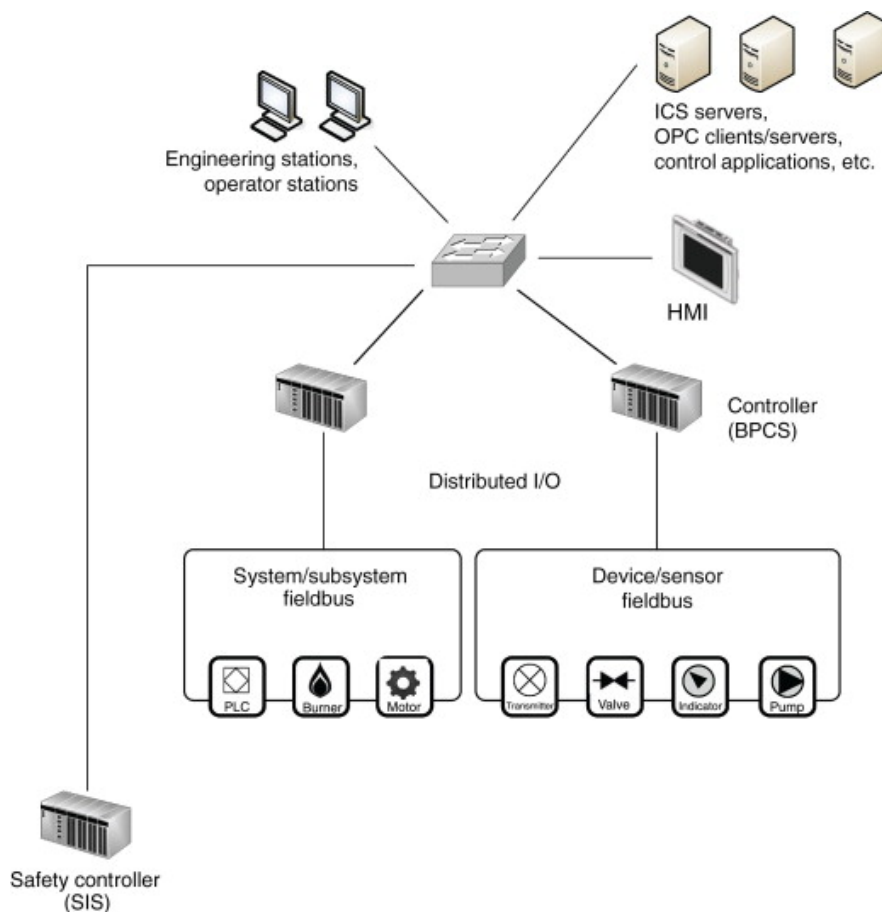 ICS servers,
OPC clients/servers,
control applications, etc.
Engineering stations,
operator stations
HMI
Controller
(BPCS)
Distributed I/O
System/subsystem
fieldbus
Device/sensor
fieldbus
PLC
Burner
Motor
Transmitter
Valve
Indicator
Pump
Safety controller
(SIS)